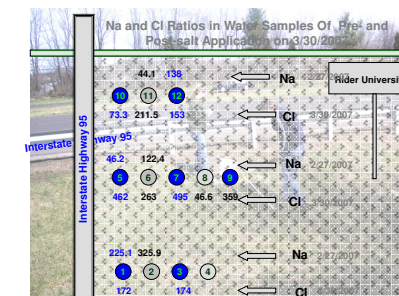 Na and Cl Ratios in Water Samples Of Pre- and
Post-salt Application on 3/30/2007
44.1 138
Na 2/27/2007
Rider Universi
10 11 12
73.3 211.5 153
Cl 3/30/2007
Interstate Highway 95
Interstate Highway 95
46.2 122.4
Na 2/27/2007
5 6 7 8 9
462 263 495 46.6 359
Cl 3/30/2007
225.1 325.9
Na 2/27/2007
1 2 3 4
172 174
Cl